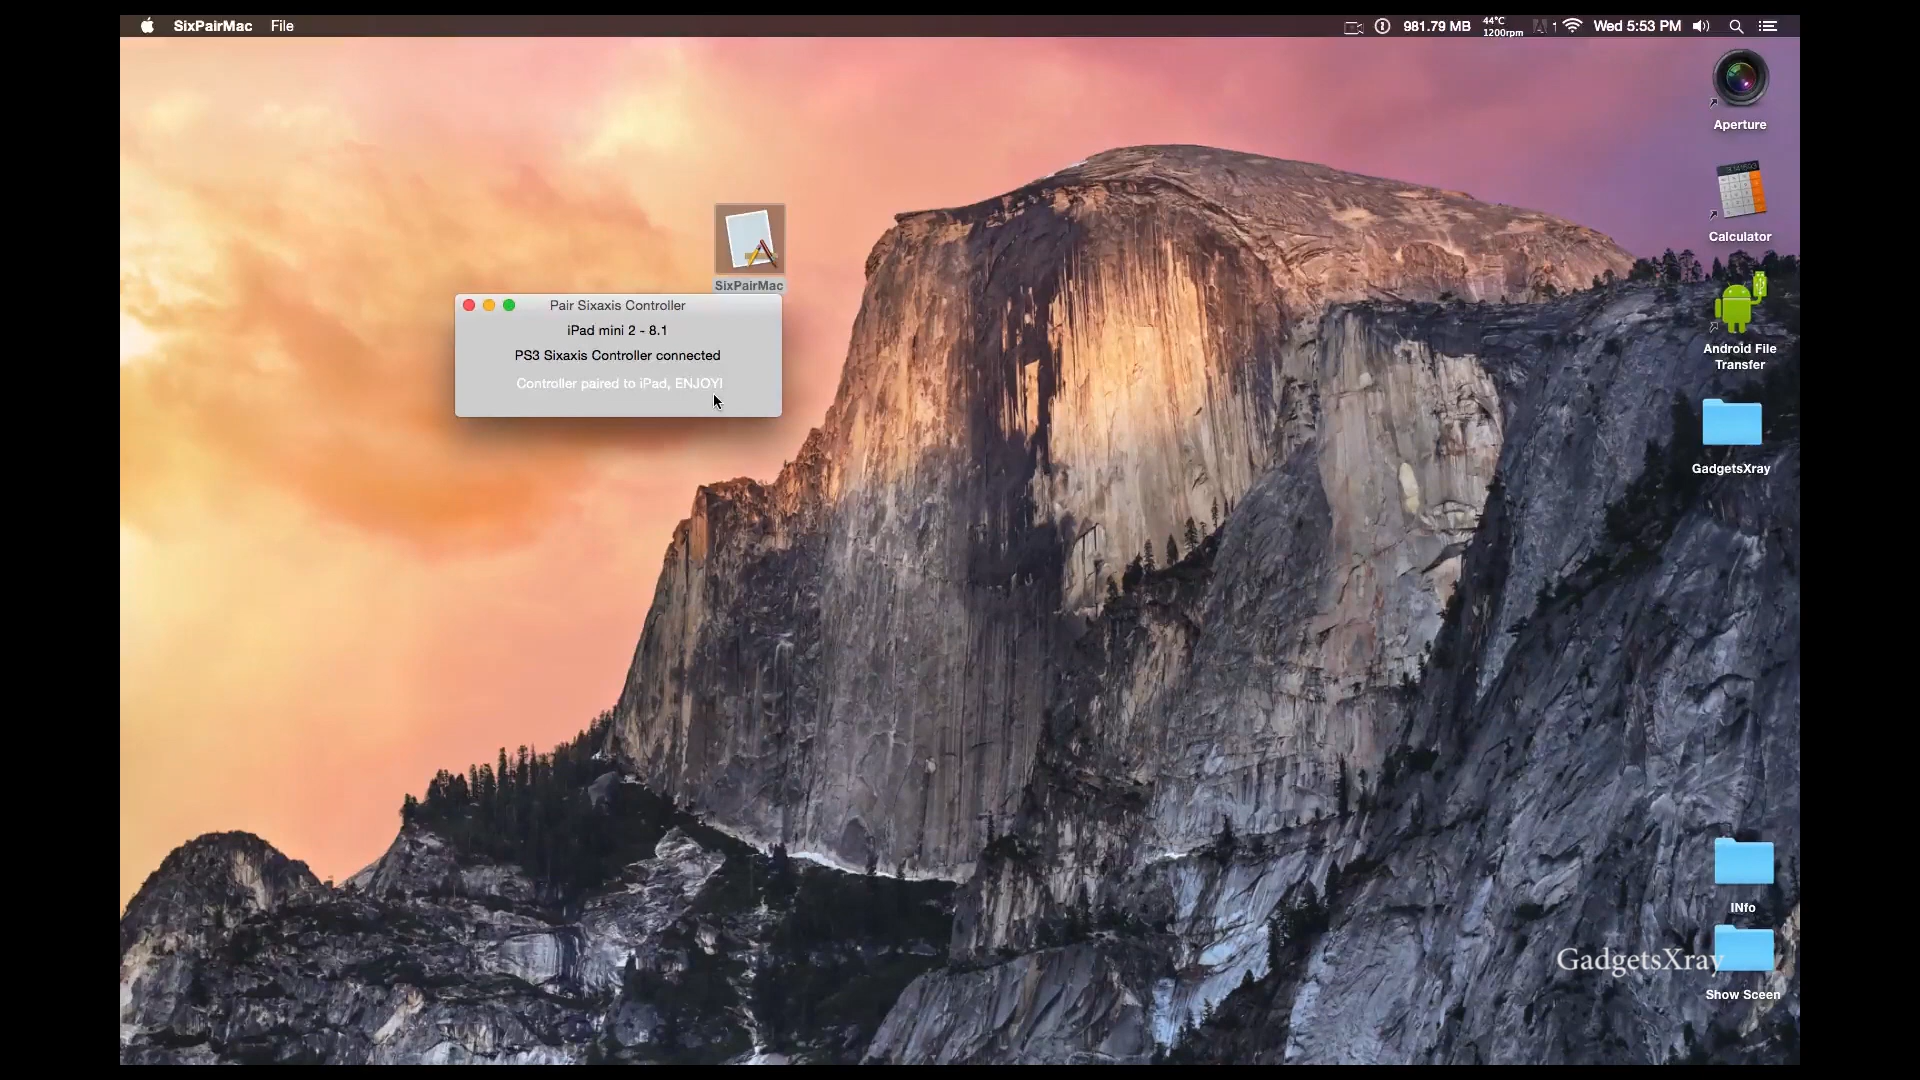 SixPairMac File
981.79 MB
44°C
1200rpm
1
Wed 5:53 PM
Aperture
Calculator
SixPairMac
Pair Sixaxis Controller
iPad mini 2 - 8.1
PS3 Sixaxis Controller connected
Controller paired to iPad, ENJOY!
Android File
Transfer
GadgetsXray
INfo
GadgetsXray
Show Sceen